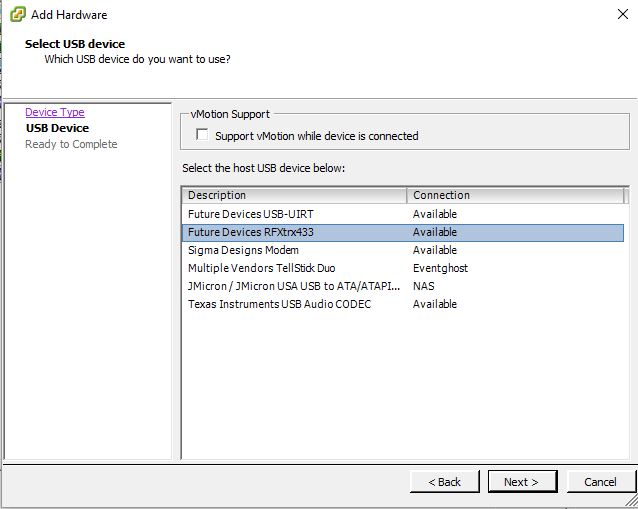 Add Hardware
Select USB device
Which USB device do you want to use?
Device Type
USB Device
Ready to Complete
vMotion Support
Support vMotion while device is connected
Select the host USB device below:
Description Connection
Future Devices USB-UIRT Available
Future Devices RFXtrx433 Available
Sigma Designs Modem Available
Multiple Vendors TellStick Duo Eventghost
JMicron / JMicron USA USB to ATA/ATAPI... NAS
Texas Instruments USB Audio CODEC Available
< Back Next > Cancel